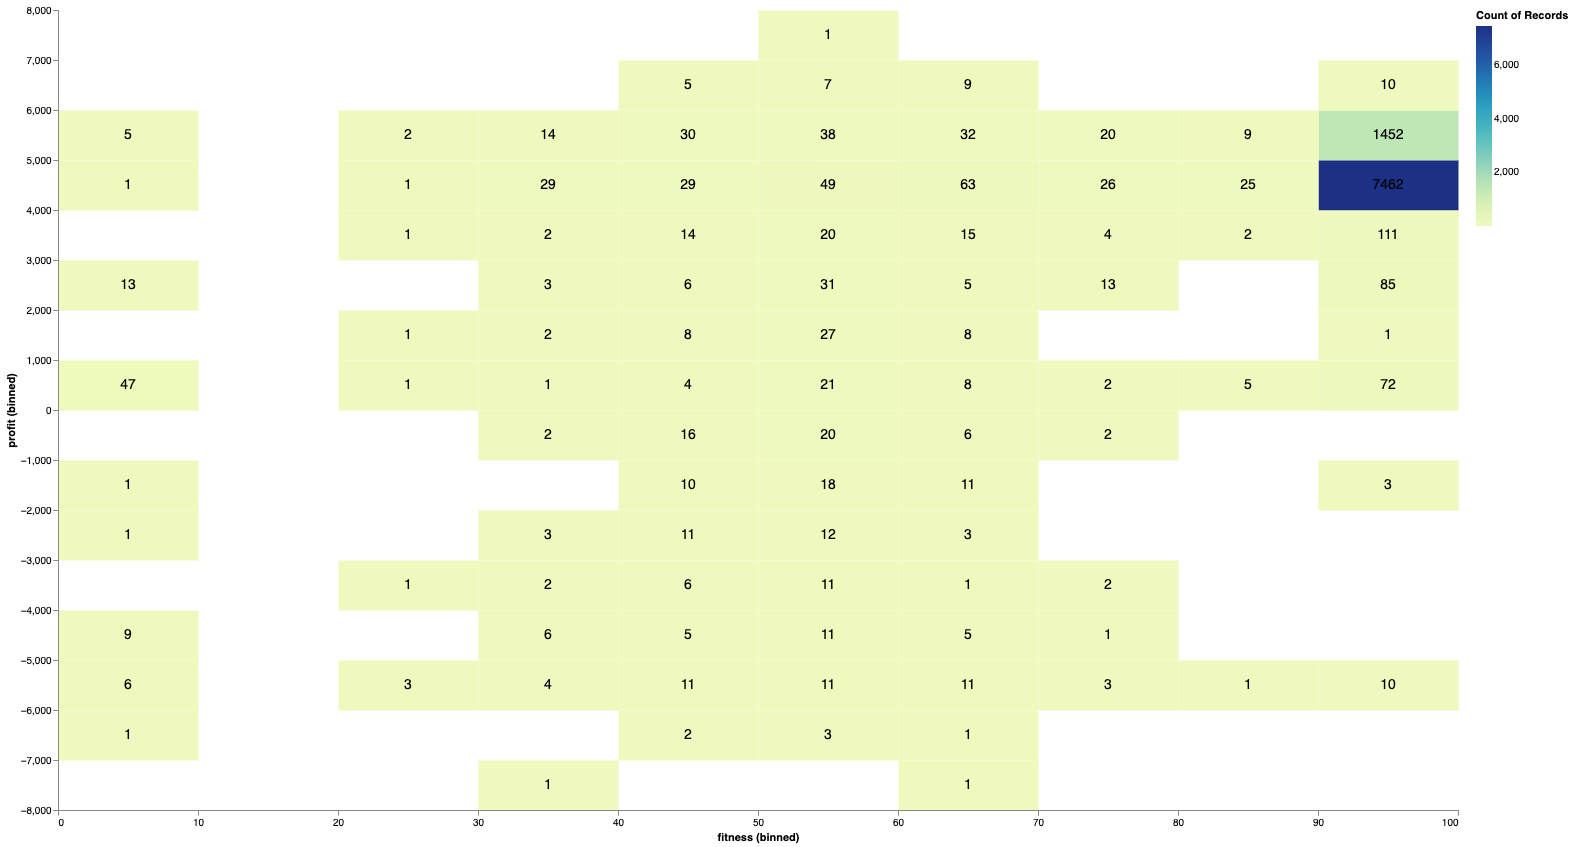 Count of Records
6,000
4,000
2,000
profit (binned)
8,000
1
7,000
5 7 9 10
6,000
5 2 14 30 38 32 20 9 1452
5,000
1 1 29 29 49 63 26 25 7462
4,000
1 2 14 20 15 4 2 111
3,000
13 3 6 31 5 13 85
2,000
1 2 8 27 8 1
1,000
47 1 1 4 21 8 2 5 72
0
2 16 20 6 2
−1,000
1 10 18 11 3
−2,000
1 3 11 12 3
−3,000
1 2 6 11 1 2
−4,000
9 6 5 11 5 1
−5,000
6 3 4 11 11 11 3 1 10
−6,000
1 2 3 1
−7,000
1 1
−8,000
0 10 20 30 40 50 60 70 80 90 100
fitness (binned)